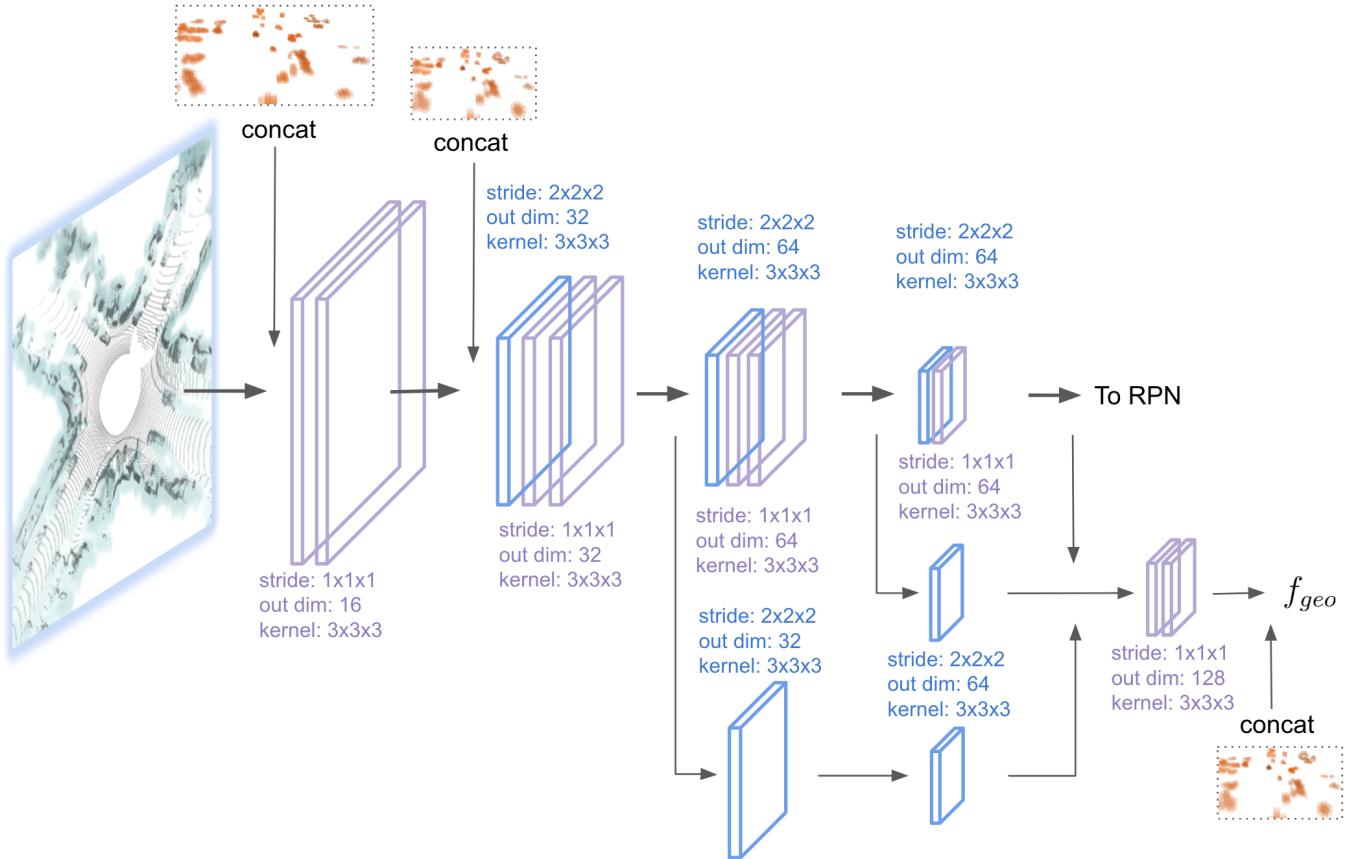 concat
concat
stride: 2x2x2
out dim: 32
kernel: 3x3x3
stride: 2x2x2
out dim: 64
kernel: 3x3x3
stride: 2x2x2
out dim: 64
kernel: 3x3x3
To RPN
stride: 1x1x1
out dim: 16
kernel: 3x3x3
stride: 1x1x1
out dim: 32
kernel: 3x3x3
stride: 1x1x1
out dim: 64
kernel: 3x3x3
stride: 1x1x1
out dim: 64
kernel: 3x3x3
stride: 2x2x2
out dim: 32
kernel: 3x3x3
stride: 2x2x2
out dim: 64
kernel: 3x3x3
stride: 1x1x1
out dim: 128
kernel: 3x3x3
f_geo
concat